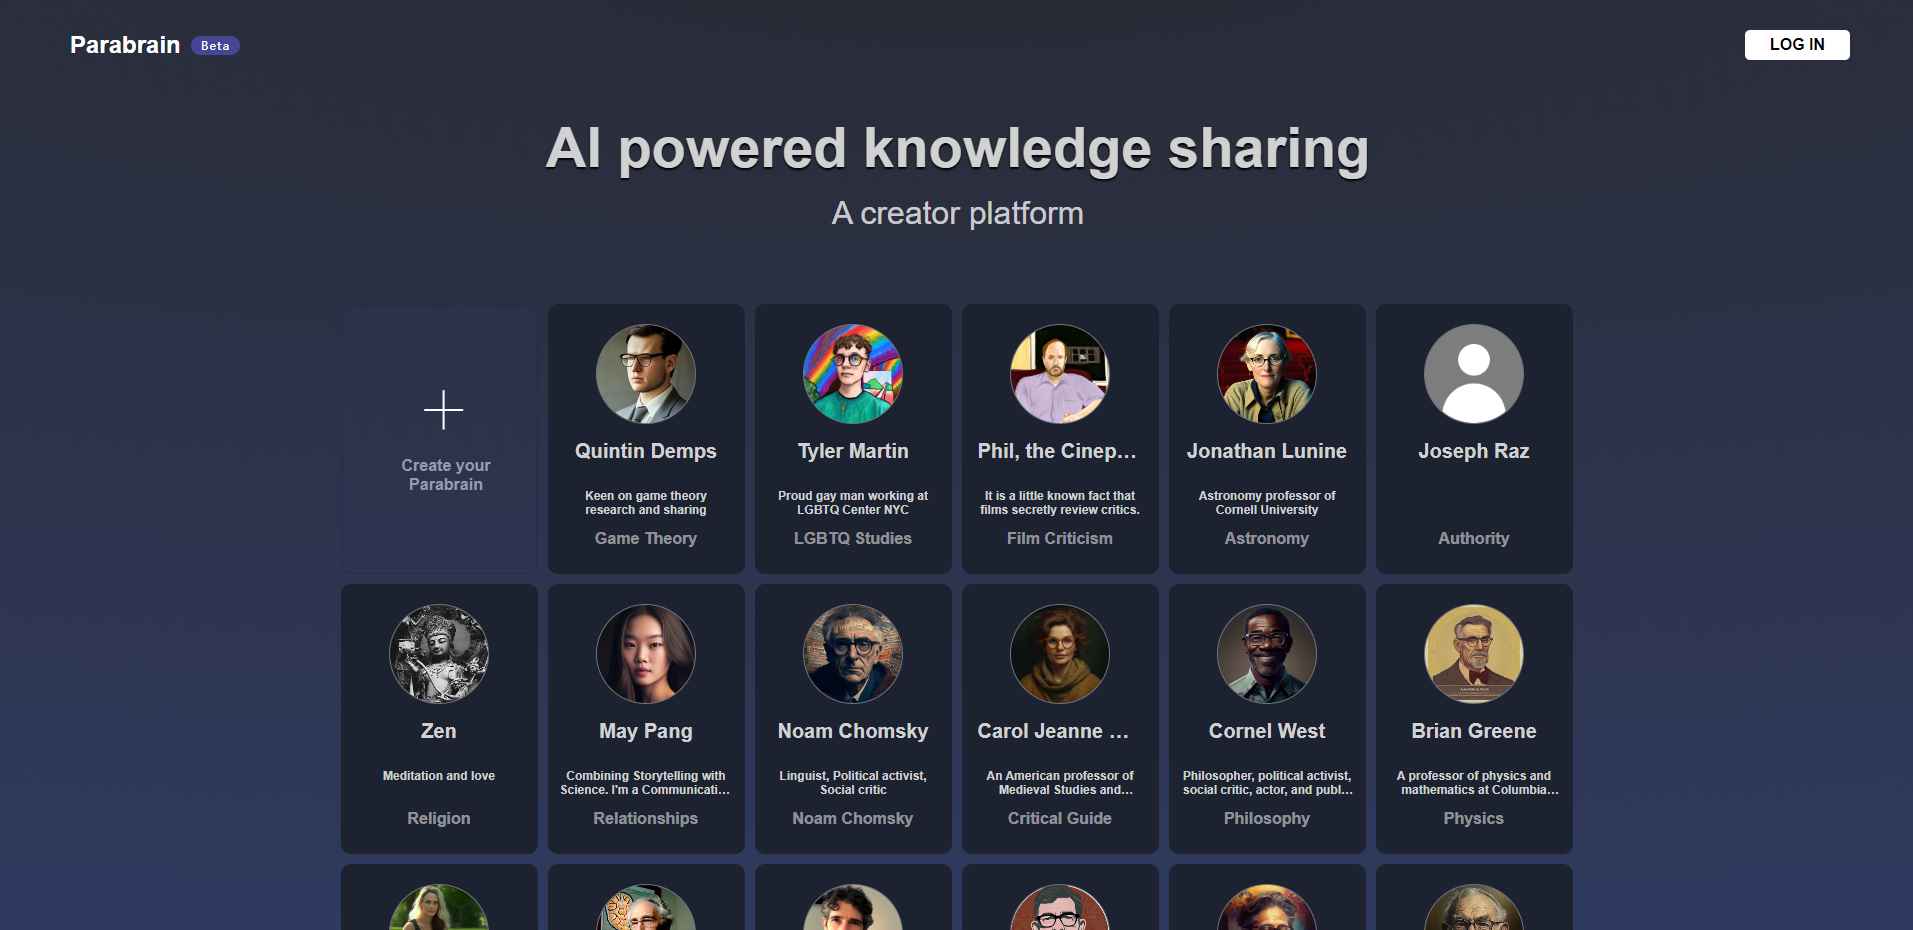 Parabrain Beta
LOG IN
AI powered knowledge sharing
A creator platform
Create your
Parabrain
Quintin Demps
Keen on game theory
research and sharing
Game Theory
Tyler Martin
Proud gay man working at
LGBTQ Center NYC
LGBTQ Studies
Phil, the Cinep...
It is a little known fact that
films secretly review critics.
Film Criticism
Jonathan Lunine
Astronomy professor of
Cornell University
Astronomy
Joseph Raz
Authority
Zen
Meditation and love
Religion
May Pang
Combining Storytelling with
Science. I'm a Communicati...
Relationships
Noam Chomsky
Linguist, Political activist,
Social critic
Noam Chomsky
Carol Jeanne ...
An American professor of
Medieval Studies and...
Critical Guide
Cornel West
Philosopher, political activist,
social critic, actor, and publ...
Philosophy
Brian Greene
A professor of physics and
mathematics at Columbia...
Physics